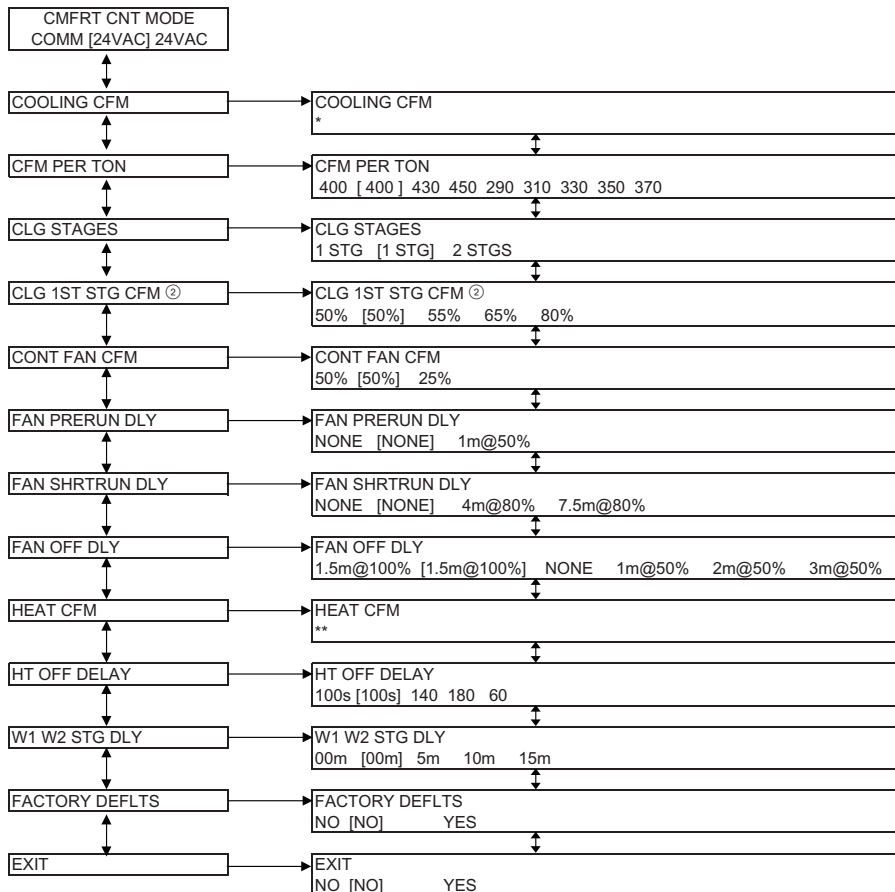 CMFRT CNT MODE
COMM [24VAC] 24VAC
COOLING CFM
COOLING CFM
*
CFM PER TON
CFM PER TON
400 [ 400 ] 430 450 290 310 330 350 370
CLG STAGES
CLG STAGES
1 STG [1 STG] 2 STGS
CLG 1ST STG CFM ②
CLG 1ST STG CFM ②
50% [50%] 55% 65% 80%
CONT FAN CFM
CONT FAN CFM
50% [50%] 25%
FAN PRERUN DLY
FAN PRERUN DLY
NONE [NONE] 1m@50%
FAN SHRTRUN DLY
FAN SHRTRUN DLY
NONE [NONE] 4m@80% 7.5m@80%
FAN OFF DLY
FAN OFF DLY
1.5m@100% [1.5m@100%] NONE 1m@50% 2m@50% 3m@50%
HEAT CFM
HEAT CFM
**
HT OFF DELAY
HT OFF DELAY
100s [100s] 140 180 60
W1 W2 STG DLY
W1 W2 STG DLY
00m [00m] 5m 10m 15m
FACTORY DEFLTS
FACTORY DEFLTS
NO [NO] YES
EXIT
EXIT
NO [NO] YES